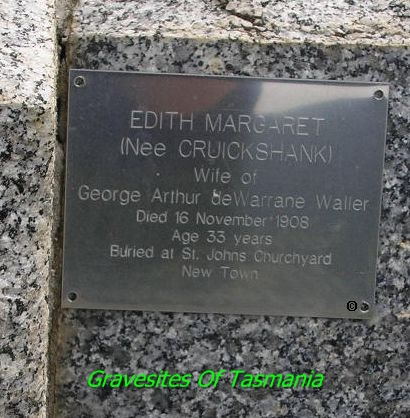 EDITH MARGARET
(Nee CRUICKSHANK)
Wife of
George Arthur deWarrane Waller
Died 16 November 1908
Age 33 years
Buried at St. Johns Churchyard
New Town
Gravesites Of Tasmania